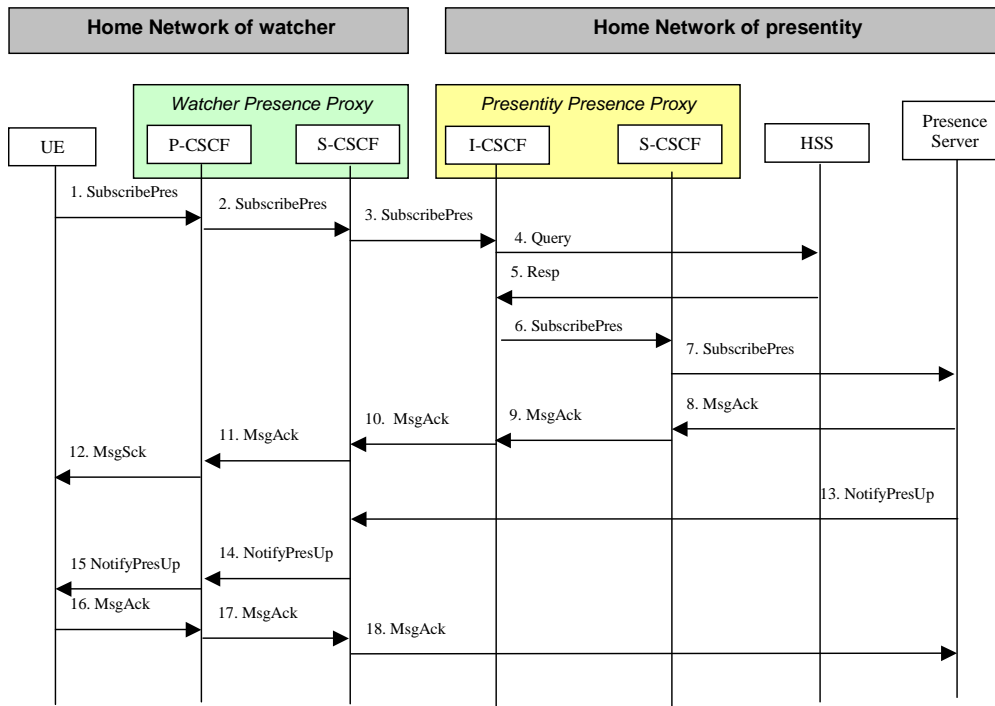 Home Network of watcher
Home Network of presentity
Watcher Presence Proxy
Presentity Presence Proxy
UE
P-CSCF
S-CSCF
I-CSCF
S-CSCF
HSS
Presence
Server
1. SubscribePres
2. SubscribePres
3. SubscribePres
4. Query
5. Resp
6. SubscribePres
7. SubscribePres
8. MsgAck
9. MsgAck
10. MsgAck
11. MsgAck
12. MsgSck
13. NotifyPresUp
14. NotifyPresUp
15 NotifyPresUp
16. MsgAck
17. MsgAck
18. MsgAck